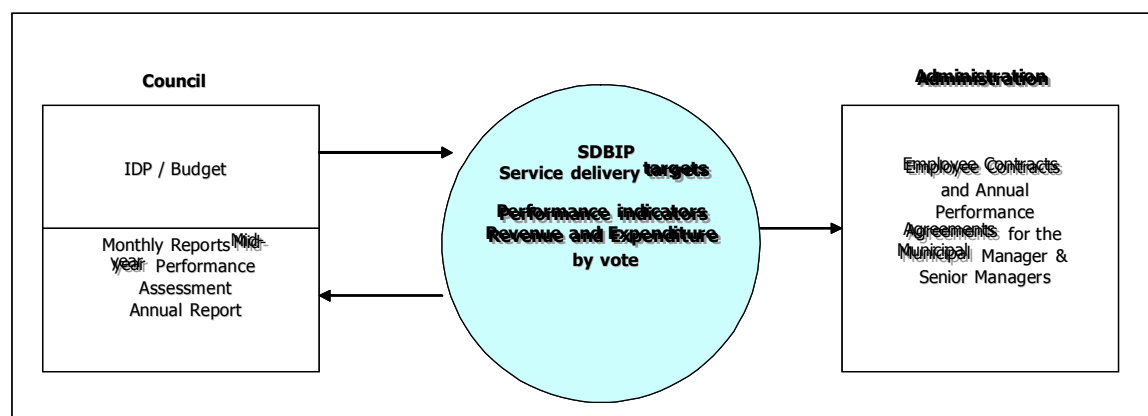 Council
IDP / Budget
Monthly Reports Mid-
year Performance
Assessment
Annual Report
SDBIP
Service delivery targets
Performance indicators
Revenue and Expenditure
by vote
Administration
Employee Contracts
and Annual
Performance
Agreements for the
Municipal Manager &
Senior Managers